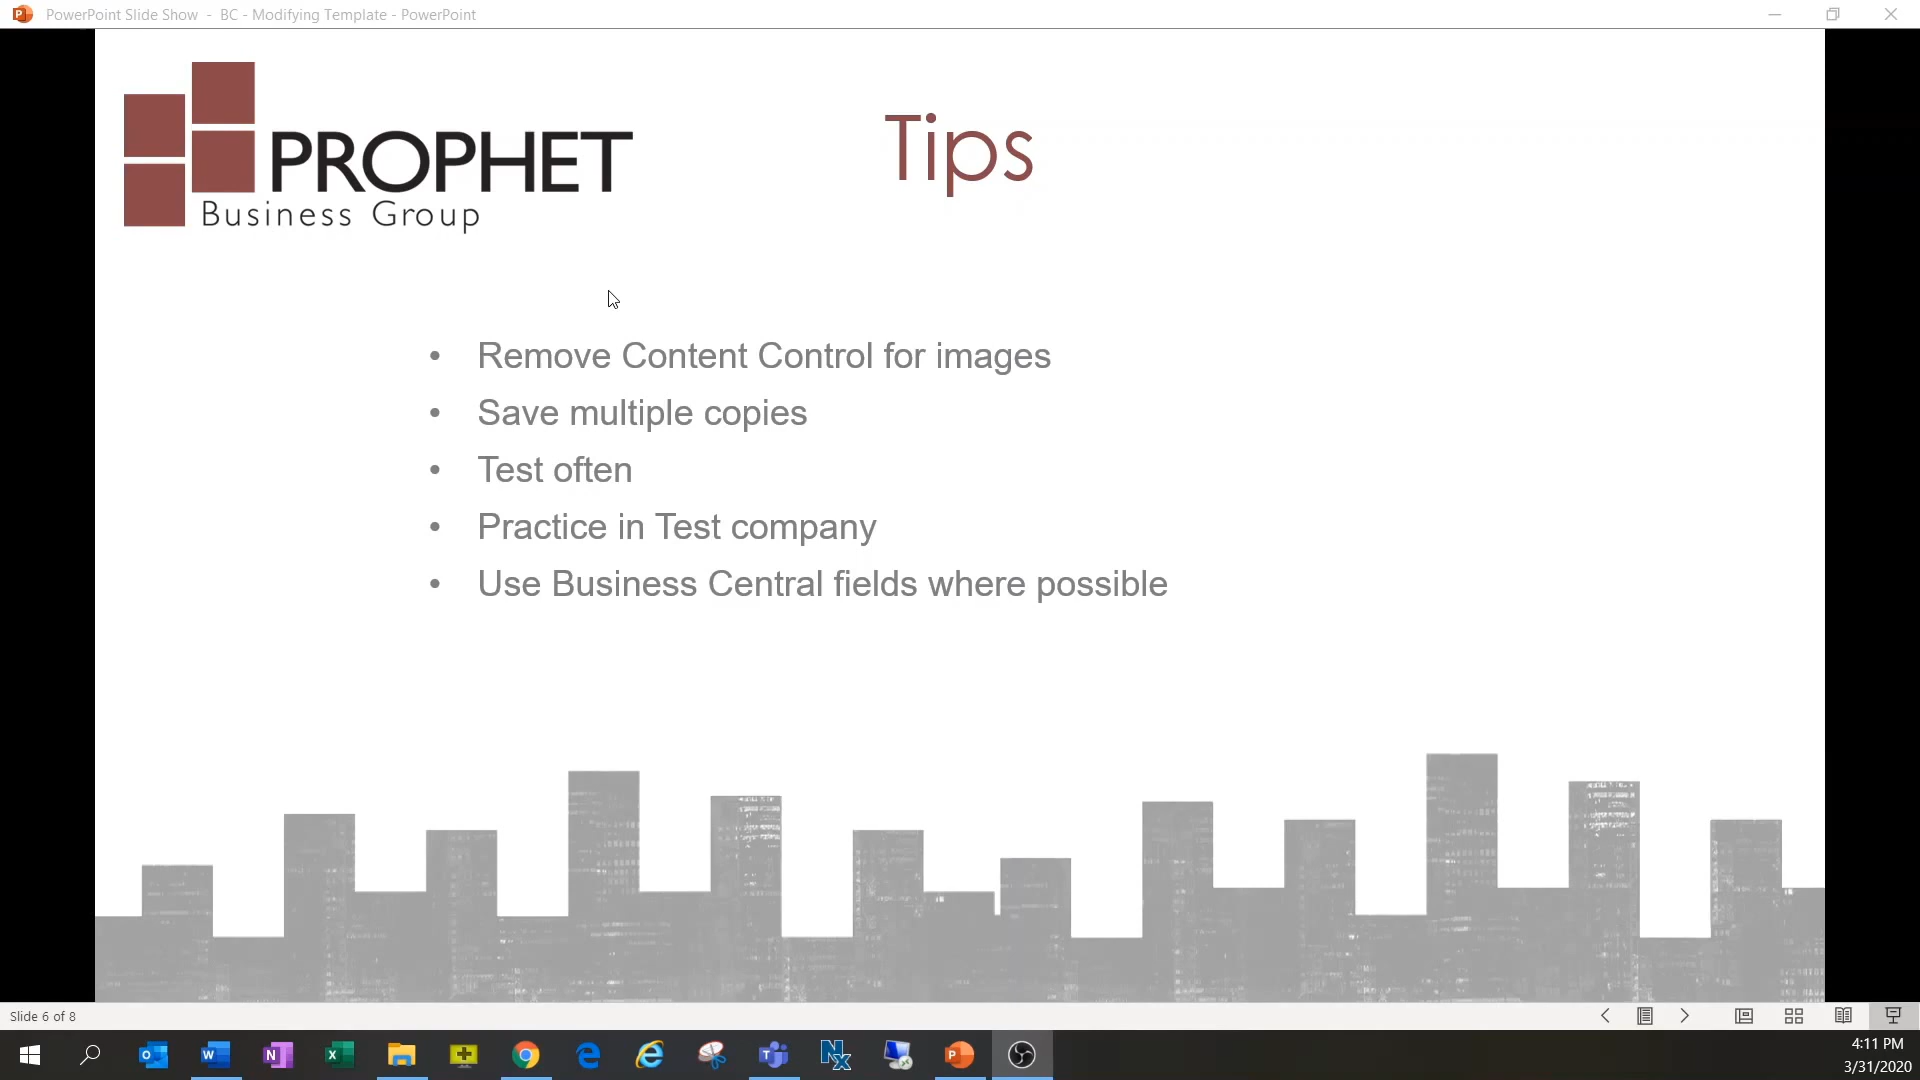 PowerPoint Slide Show - BC - Modifying Template - PowerPoint
PROPHET
Business Group
Tips
• Remove Content Control for images
• Save multiple copies
• Test often
• Practice in Test company
• Use Business Central fields where possible
Slide 6 of 8
4:11 PM
3/31/2020